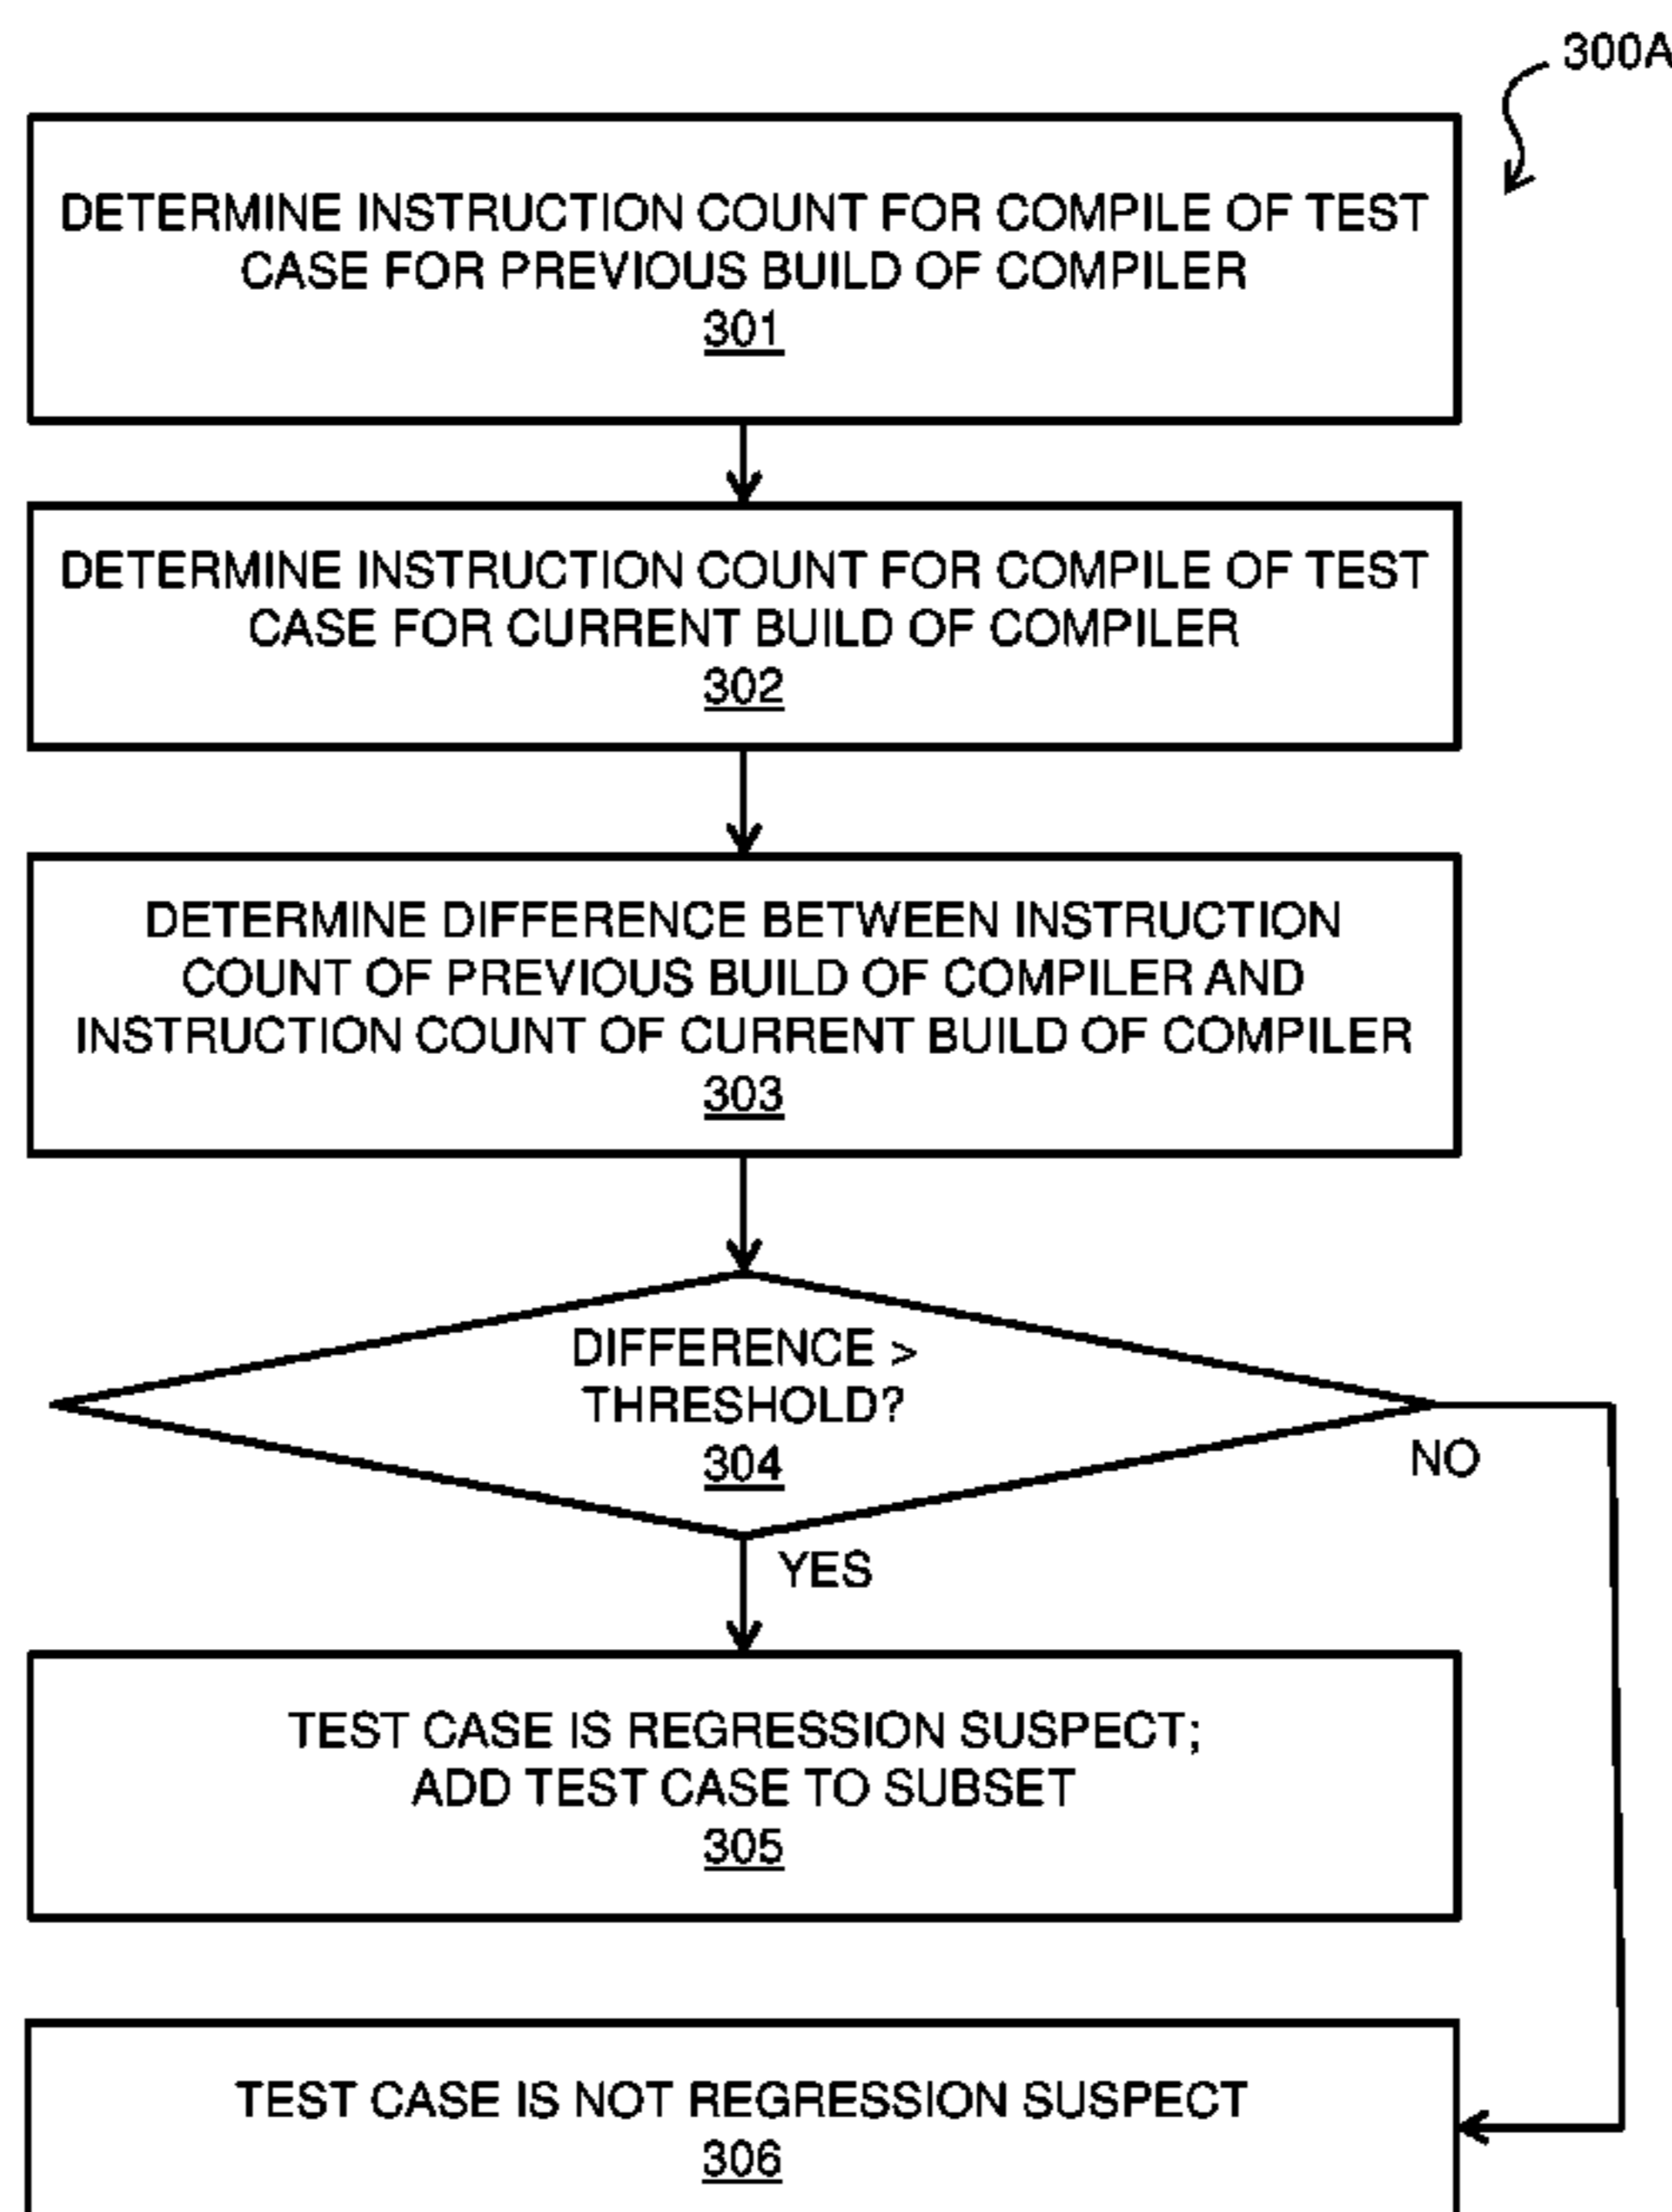 300A
DETERMINE INSTRUCTION COUNT FOR COMPILE OF TEST
CASE FOR PREVIOUS BUILD OF COMPILER
301
DETERMINE INSTRUCTION COUNT FOR COMPILE OF TEST
CASE FOR CURRENT BUILD OF COMPILER
302
DETERMINE DIFFERENCE BETWEEN INSTRUCTION
COUNT OF PREVIOUS BUILD OF COMPILER AND
INSTRUCTION COUNT OF CURRENT BUILD OF COMPILER
303
DIFFERENCE >
THRESHOLD?
304
NO
YES
TEST CASE IS REGRESSION SUSPECT;
ADD TEST CASE TO SUBSET
305
TEST CASE IS NOT REGRESSION SUSPECT
306